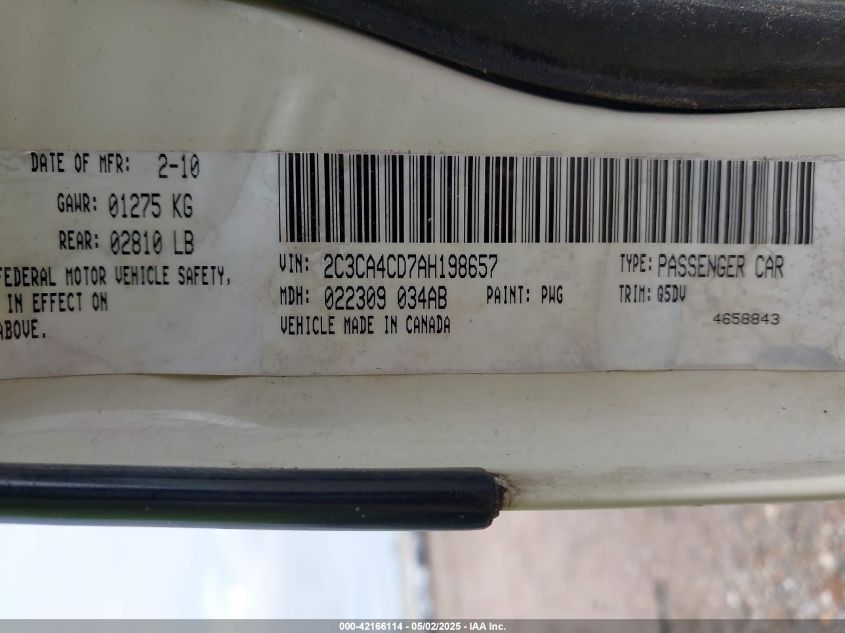 DATE OF MFR: 2-10
GAWR: 01275 KG
REAR: 02810 LB
FEDERAL MOTOR VEHICLE SAFETY,
IN EFFECT ON
ABOVE.
VIN: 2C3CA4CD7AH198657
TYPE: PASSENGER CAR
MDH: 022309 034AB
PAINT: PWG
TRIM: Q5DV
VEHICLE MADE IN CANADA
4658843
000-42166114 - 05/02/2025 - IAA Inc.